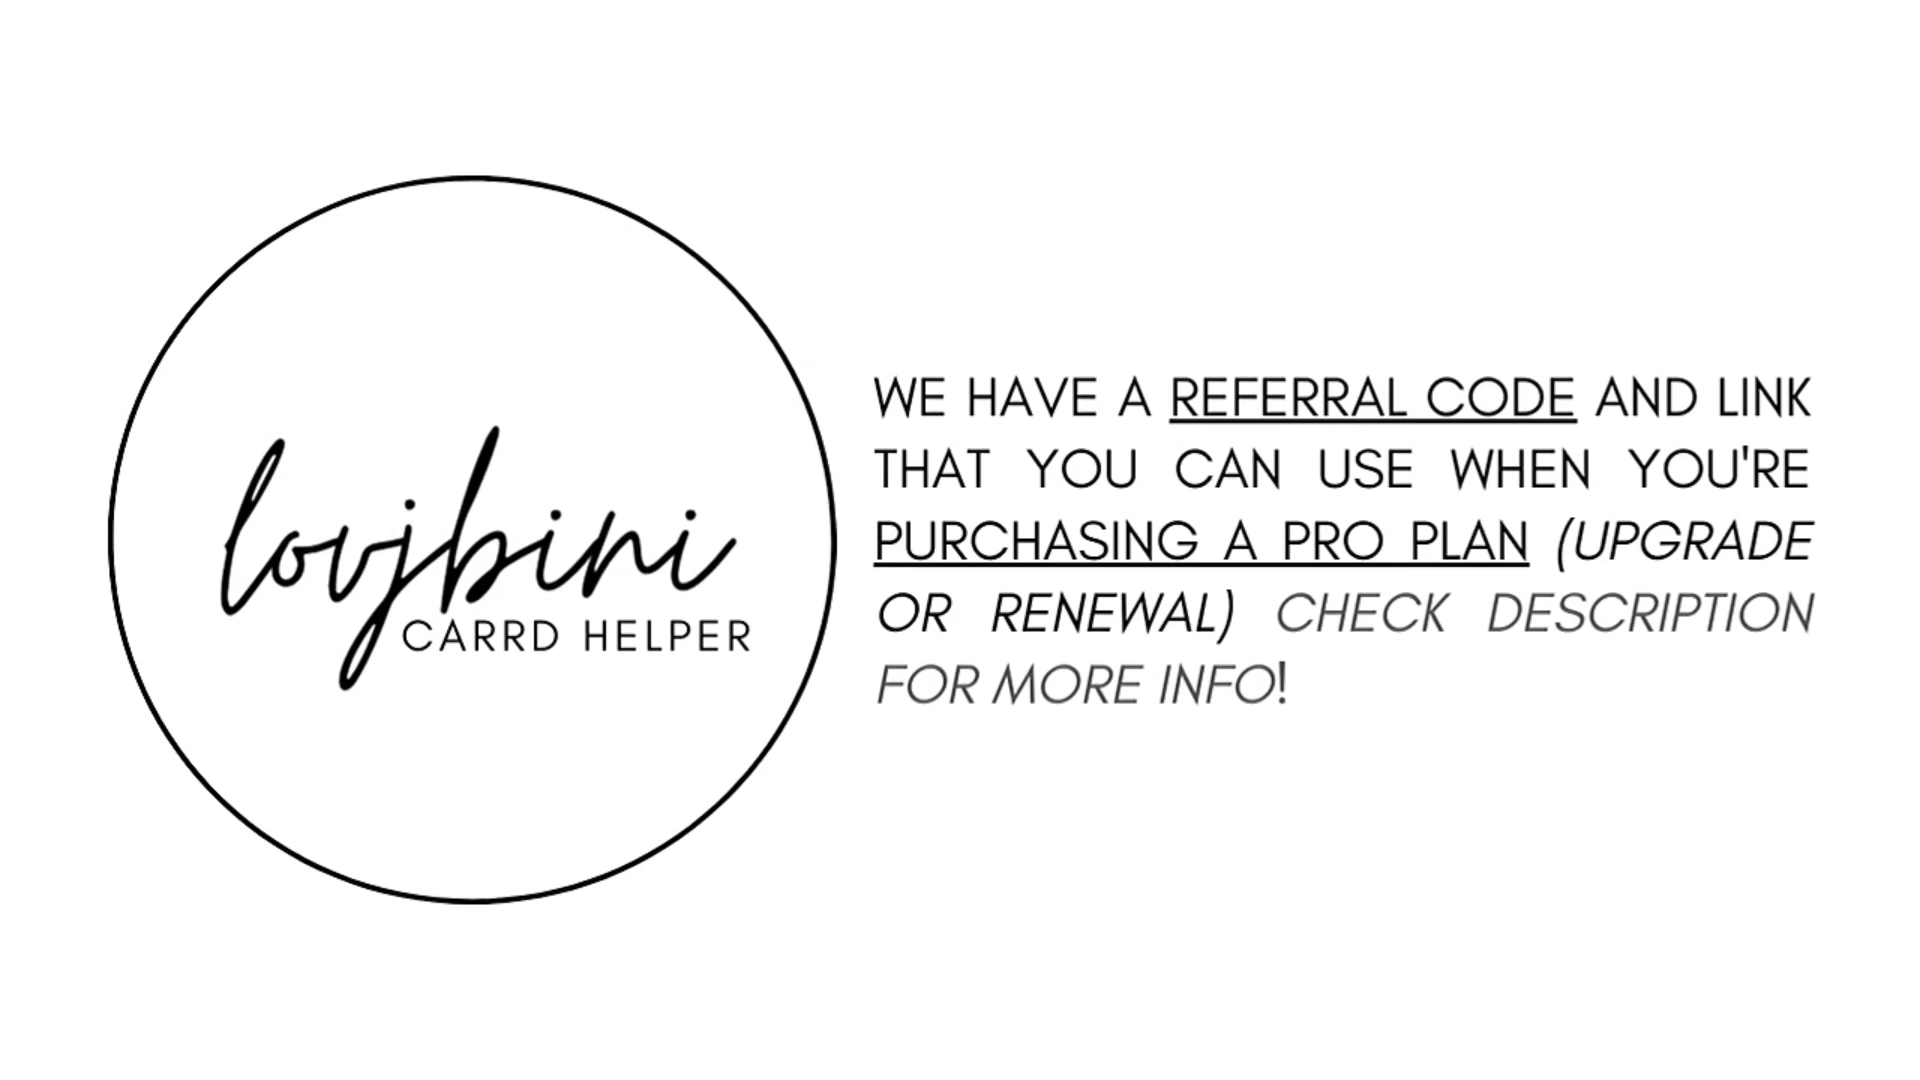 lovjbini
CARRD HELPER
WE HAVE A REFERRAL CODE AND LINK
THAT YOU CAN USE WHEN YOU'RE
PURCHASING A PRO PLAN (UPGRADE
OR RENEWAL) CHECK DESCRIPTION
FOR MORE INFO!